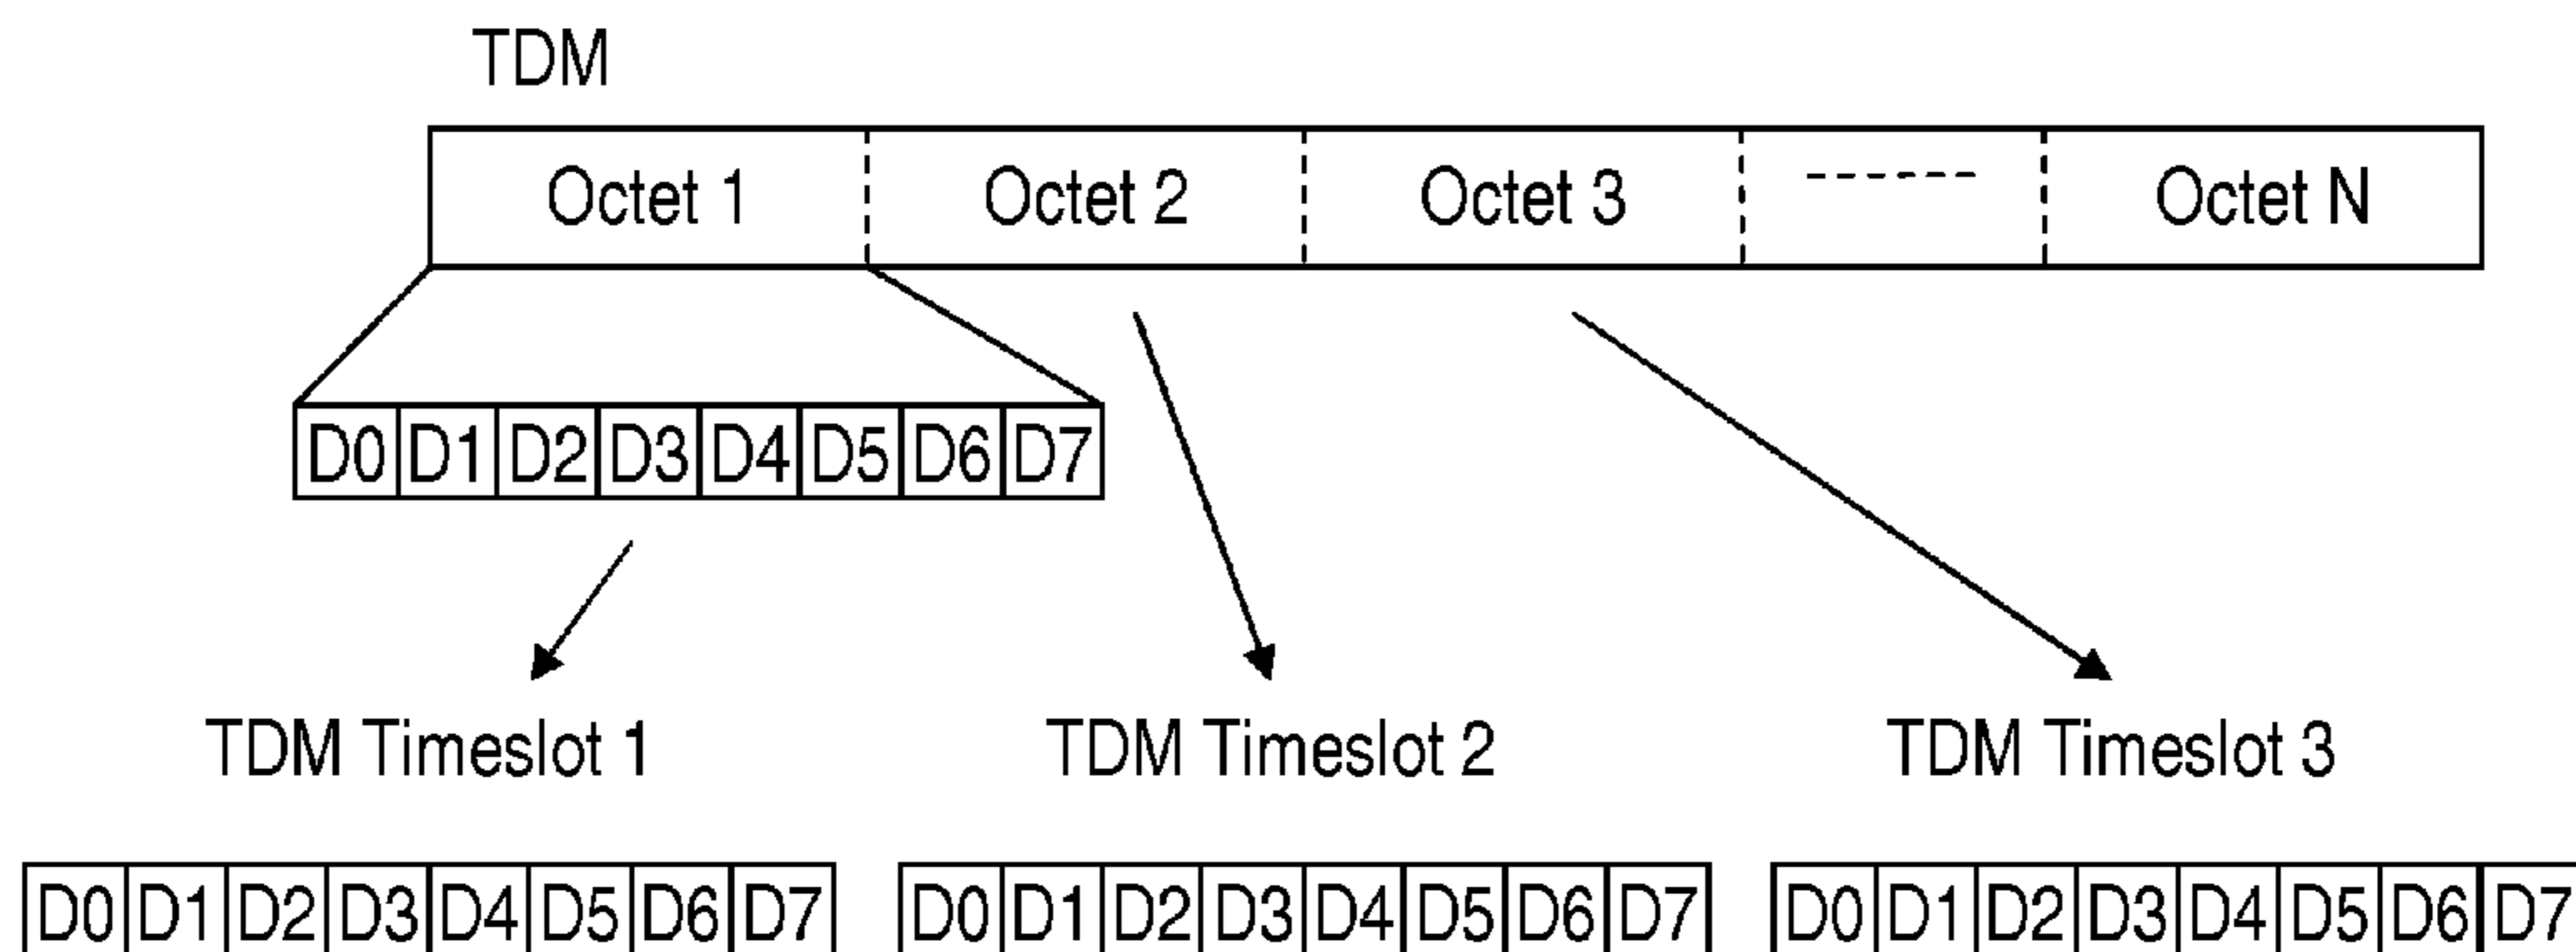 TDM
Octet 1 Octet 2 Octet 3 Octet N
D0 D1 D2 D3 D4 D5 D6 D7
TDM Timeslot 1 TDM Timeslot 2 TDM Timeslot 3
D0 D1 D2 D3 D4 D5 D6 D7 D0 D1 D2 D3 D4 D5 D6 D7 D0 D1 D2 D3 D4 D5 D6 D7